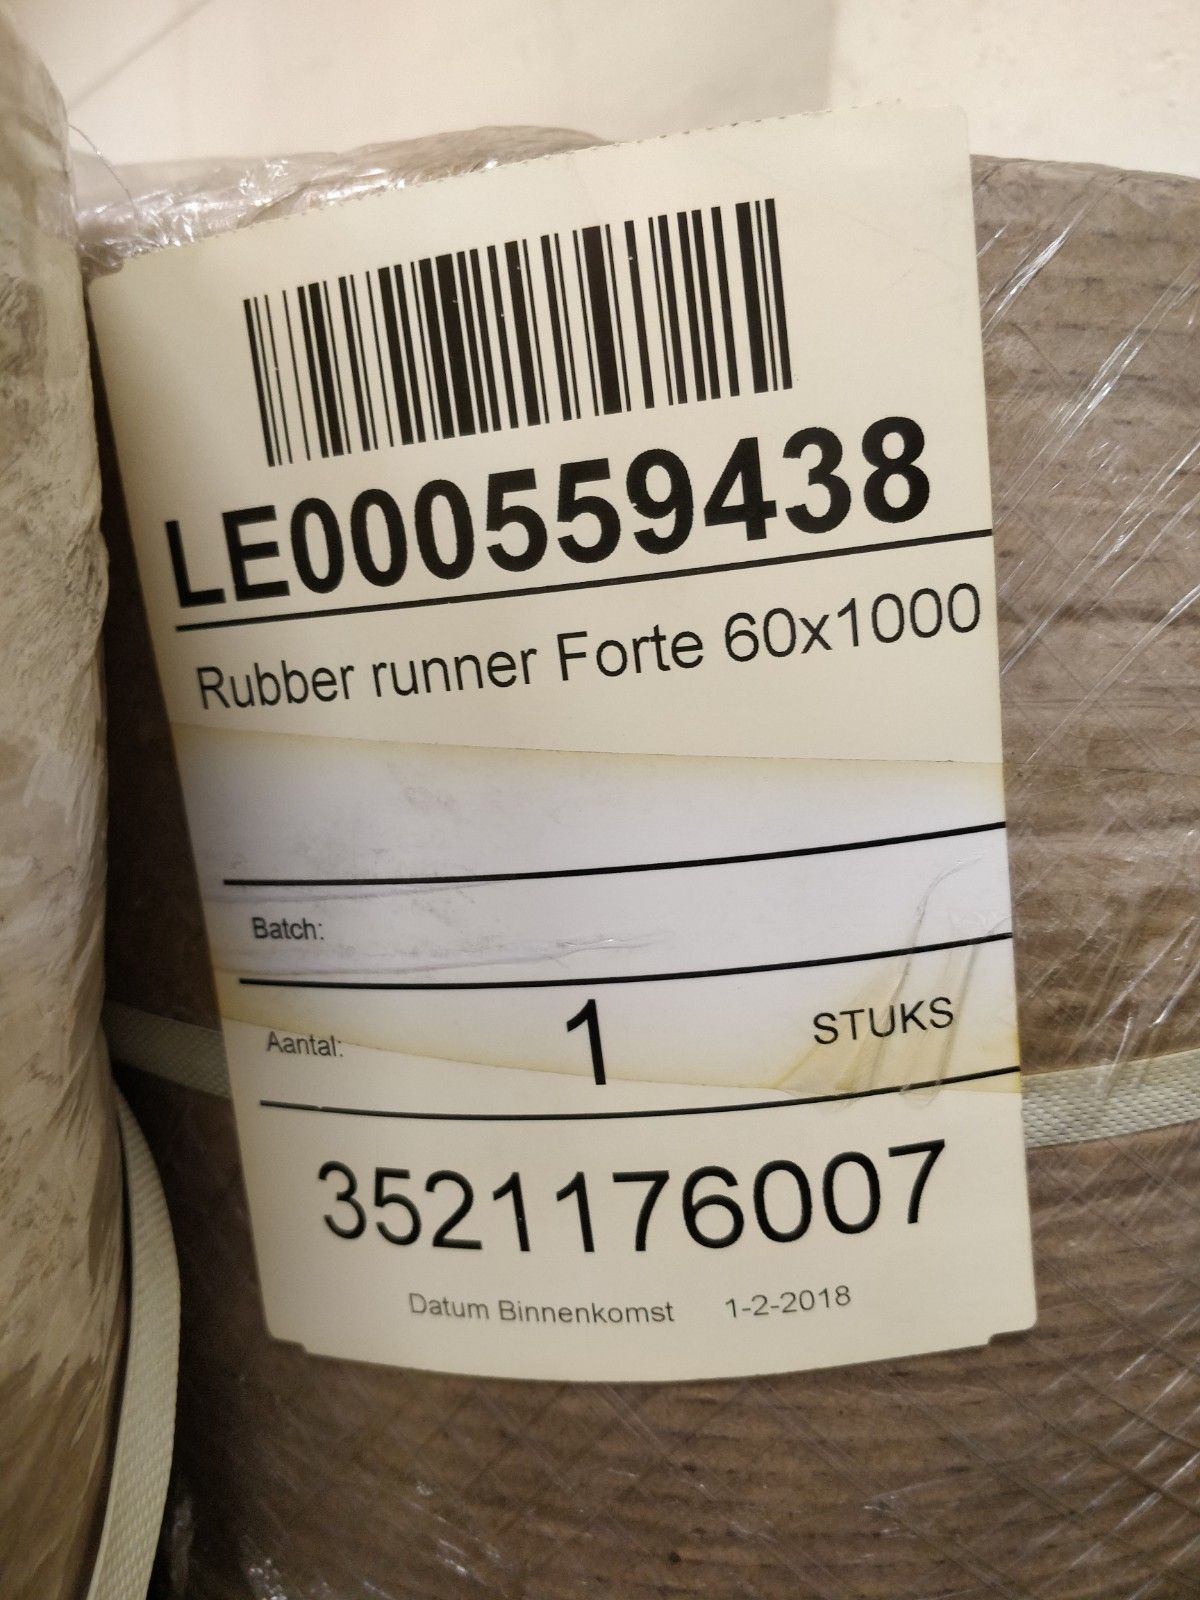 LE000559438
Rubber runner Forte 60x1000
Batch:
Aantal: 1 STUKS
3521176007
Datum Binnenkomst 1-2-2018